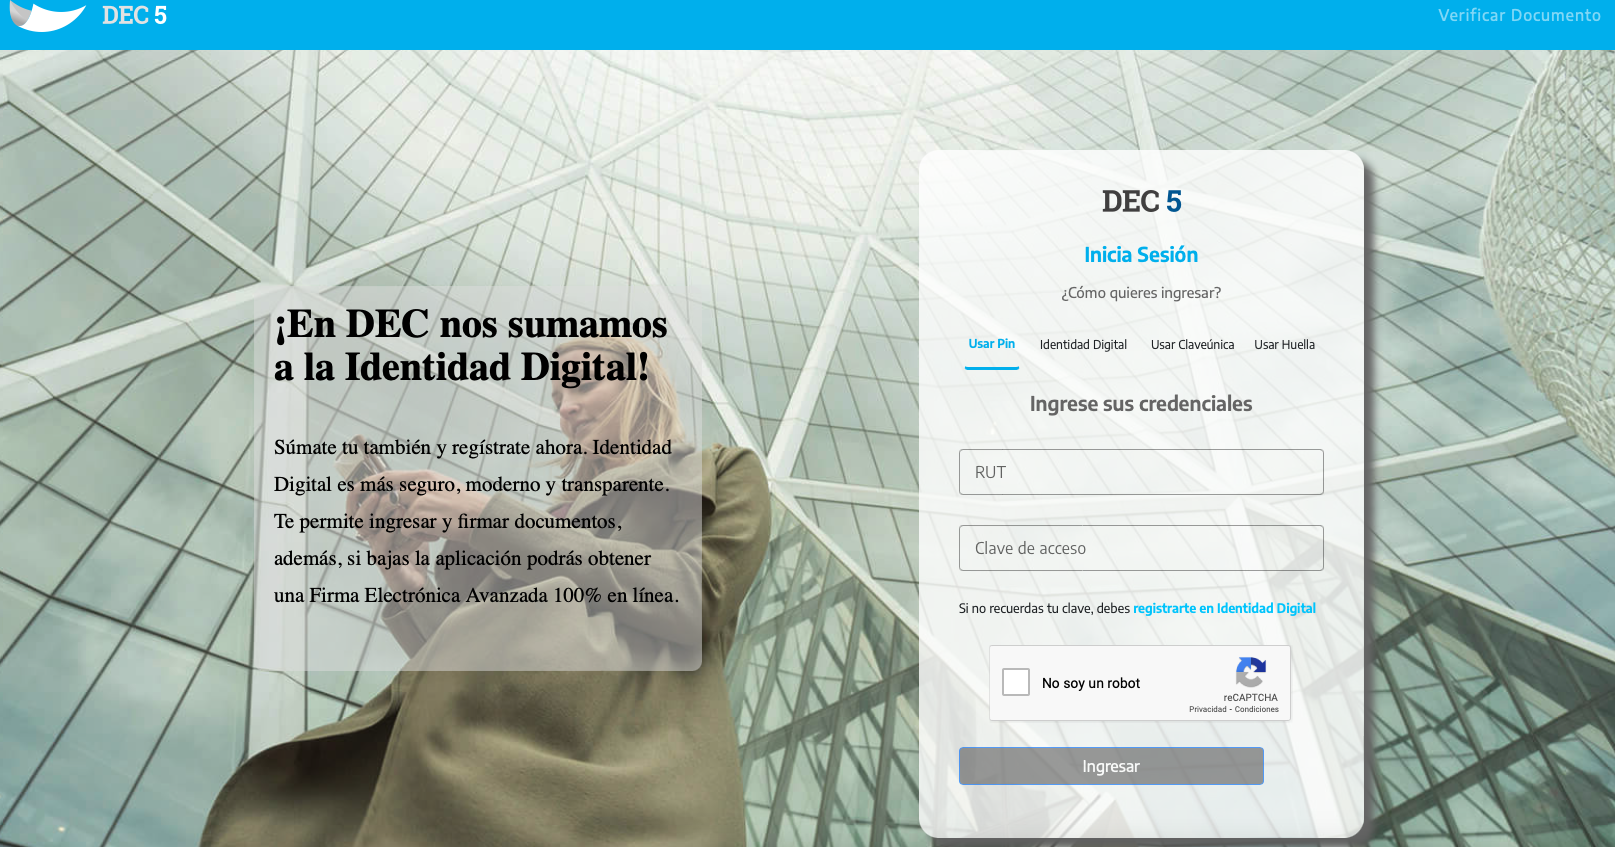 DEC 5
Verificar Documento
¡En DEC nos sumamos
a la Identidad Digital!
Súmate tu también y regístrate ahora. Identidad
Digital es más seguro, moderno y transparente.
Te permite ingresar y firmar documentos,
además, si bajas la aplicación podrás obtener
una Firma Electrónica Avanzada 100% en línea.
DEC 5
Inicia Sesión
¿Cómo quieres ingresar?
Usar Pin Identidad Digital Usar Claveúnica Usar Huella
Ingrese sus credenciales
RUT
Clave de acceso
Si no recuerdas tu clave, debes registrarte en Identidad Digital
No soy un robot
reCAPTCHA
Privacidad - Condiciones
Ingresar